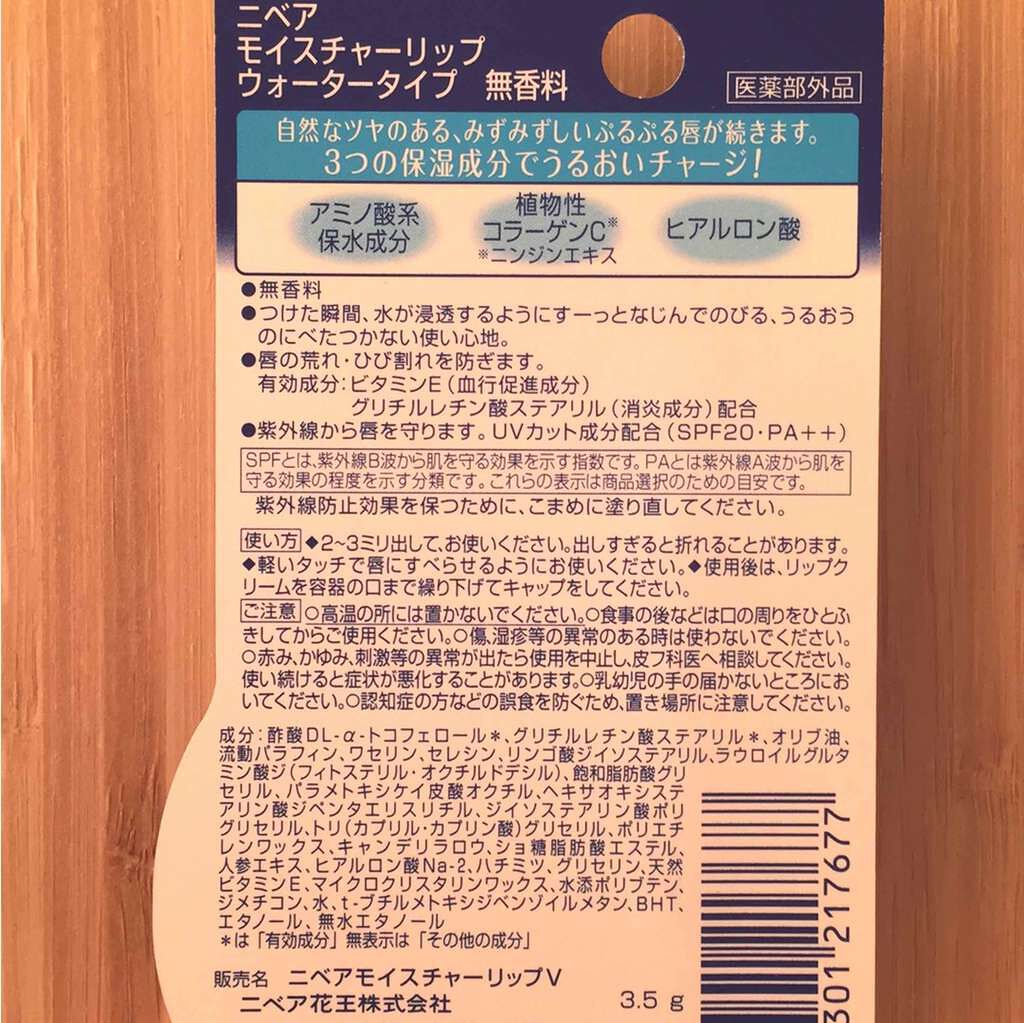 ニベア
モイスチャーリップ
ウォータータイプ 無香料
医薬部外品
自然なツヤのある、みずみずしいぷるぷる唇が続きます。
3つの保湿成分でうるおいチャージ!
アミノ酸系
保水成分
植物性
コラーゲンC※
※ニンジンエキス
ヒアルロン酸
●無香料
●つけた瞬間、水が浸透するようにすーっとなじんでのびる、うるおう
のにべたつかない使い心地。
●唇の荒れ・ひび割れを防ぎます。
有効成分:ビタミンE(血行促進成分)
グリチルレチン酸ステアリル(消炎成分)配合
●紫外線から唇を守ります。UVカット成分配合(SPF20・PA++)
SPFとは、紫外線B波から肌を守る効果を示す指数です。PAとは紫外線A波から肌を
守る効果の程度を示す分類です。これらの表示は商品選択のための目安です。
紫外線防止効果を保つために、こまめに塗り直してください。
使い方 ◆2~3ミリ出して、お使いください。出しすぎると折れることがあります。
◆軽いタッチで唇にすべらせるようにお使いください。◆使用後は、リップク
リームを容器の口まで繰り下げてキャップをしてください。
ご注意 ○高温の所には置かないでください。○食事の後などは口の周りをひとふ
きしてからご使用ください。○傷、湿疹等の異常のある時は使わないでください。
○赤み、かゆみ、刺激等の異常が出たら使用を中止し、皮フ科医へ相談してください。
使い続けると症状が悪化することがあります。○乳幼児の手の届かないところにお
いてください。○認知症の方などの誤食を防ぐため、置き場所に注意してください。
成分:酢酸DL-α-トコフェロール*、グリチルレチン酸ステアリル*、オリブ油、
流動パラフィン、ワセリン、セレシン、リンゴ酸ジイソステアリル、ラウロイルグルタ
ミン酸ジ(フィトステリル・オクチルドデシル)、飽和脂肪酸グリ
セリル、パラメトキシケイ皮酸オクチル、ヘキサオキシステ
アリン酸ジペンタエリスリチル、ジイソステアリン酸ポリ
グリセリル、トリ(カプリル・カプリン酸)グリセリル、ポリエチ
レンワックス、キャンデリラロウ、ショ糖脂肪酸エステル、
人参エキス、ヒアルロン酸Na-2、ハチミツ、グリセリン、天然
ビタミンE、マイクロクリスタリンワックス、水添ポリブテン、
ジメチコン、水、t-ブチルメトキシジベンゾイルメタン、BHT、
エタノール、無水エタノール
*は「有効成分」無表示は「その他の成分」
販売名 ニベアモイスチャーリップV
ニベア花王株式会社
3.5g
301 217677